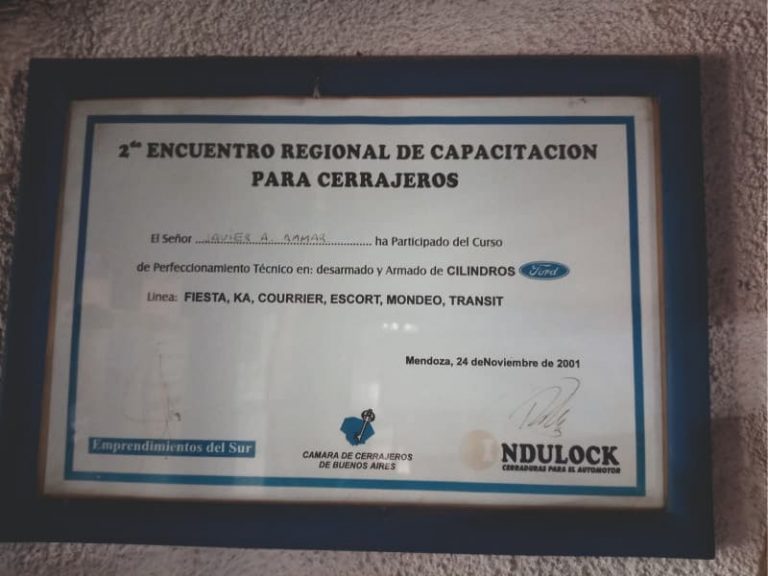 2do ENCUENTRO REGIONAL DE CAPACITACION
PARA CERRAJEROS
El Señor JAVIER A. ha Participado del Curso
de Perfeccionamiento Técnico en: desarmado y Armado de CILINDROS Ford
Linea: FIESTA, KA, COURRIER, ESCORT, MONDEO, TRANSIT
Mendoza, 24 deNoviembre de 2001
Emprendimientos del Sur
CAMARA DE CERRAJEROS
DE BUENOS AIRES
INDULOCK
CERRADURAS PARA EL AUTOMOTOR